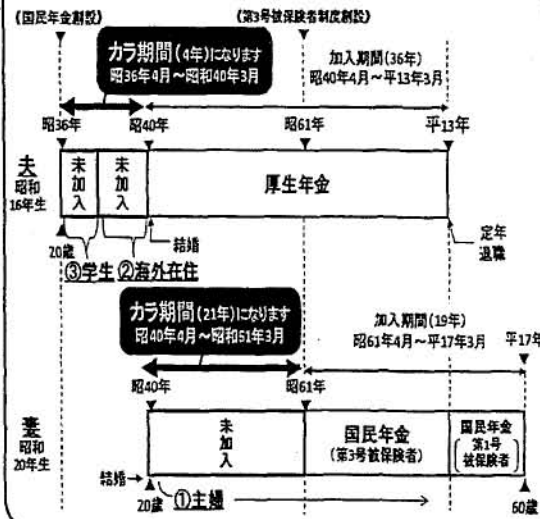 《国民年金創設》
《第3号被保険者制度創設》
カラ期間(4年)になります
昭36年4月～昭和40年3月
加入期間(36年)
昭40年4月～平13年3月
昭36年
昭40年
昭61年
平13年
夫
昭和
16年生
未加入
未加入
厚生年金
20歳
結婚
定年
退職
③学生
②海外在住
カラ期間(21年)になります
昭40年4月～昭和61年3月
加入期間(19年)
昭61年4月～平17年3月
平17年
昭40年
昭61年
妻
昭和
20年生
未加入
国民年金
(第3号被保険者)
国民年金
(第1号
被保険者)
結婚
20歳
①主婦
60歳